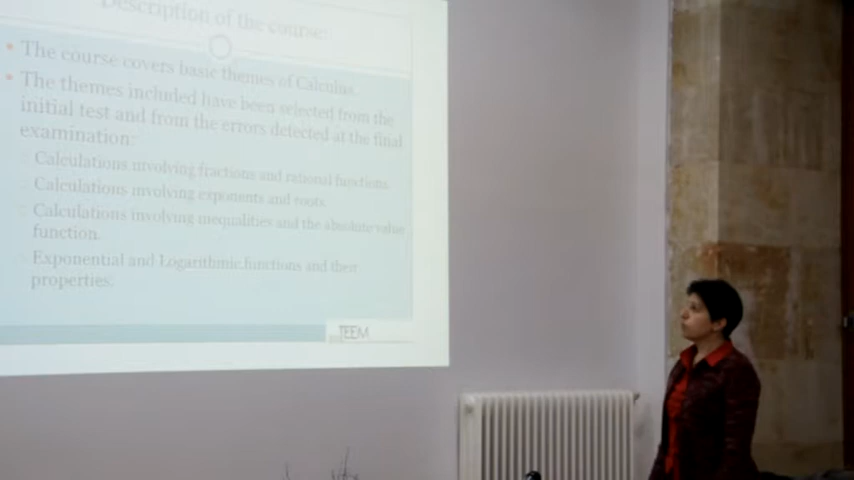 Description of the course:
The course covers basic themes of Calculus.
The themes included have been selected from the
initial test and from the errors detected at the final
examination:
Calculations involving fractions and rational functions.
Calculations involving exponents and roots.
Calculations involving inequalities and the absolute value
function.
Exponential and Logarithmic functions and their
properties.
TEEM